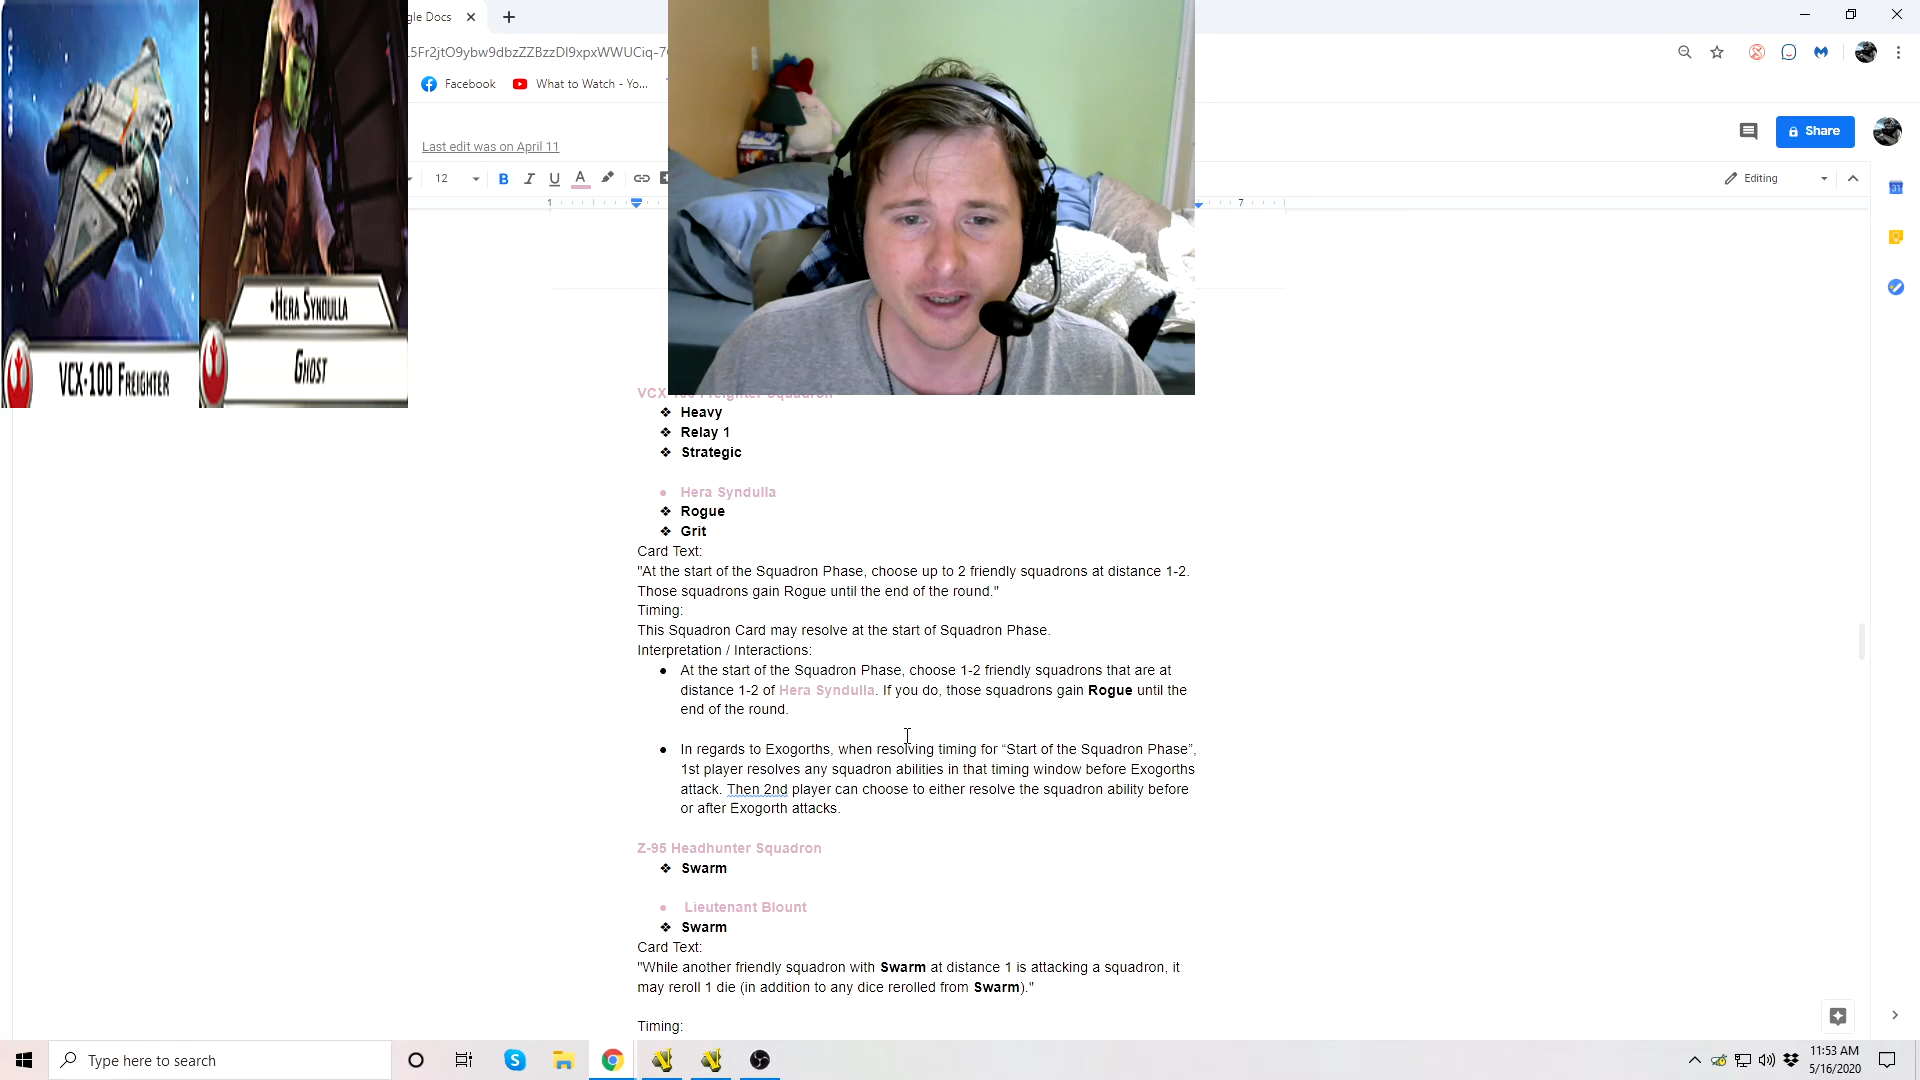 gle Docs
.5Fr2jtO9ybw9dbzZZBzzDI9xpxWWUCiq-7
Facebook
What to Watch - Yo...
Last edit was on April 11
Share
12
B I U A
Editing
1
7
31
•Hera Syndulla
VCX-100 Freighter
Ghost
VCX-100 Freighter Squadron
❖ Heavy
❖ Relay 1
❖ Strategic
● Hera Syndulla
❖ Rogue
❖ Grit
Card Text:
"At the start of the Squadron Phase, choose up to 2 friendly squadrons at distance 1-2.
Those squadrons gain Rogue until the end of the round."
Timing:
This Squadron Card may resolve at the start of Squadron Phase.
Interpretation / Interactions:
● At the start of the Squadron Phase, choose 1-2 friendly squadrons that are at
distance 1-2 of Hera Syndulla. If you do, those squadrons gain Rogue until the
end of the round.
● In regards to Exogorths, when resolving timing for “Start of the Squadron Phase”,
1st player resolves any squadron abilities in that timing window before Exogorths
attack. Then 2nd player can choose to either resolve the squadron ability before
or after Exogorth attacks.
Z-95 Headhunter Squadron
❖ Swarm
● Lieutenant Blount
❖ Swarm
Card Text:
"While another friendly squadron with Swarm at distance 1 is attacking a squadron, it
may reroll 1 die (in addition to any dice rerolled from Swarm)."
Timing:
Type here to search
11:53 AM
5/16/2020